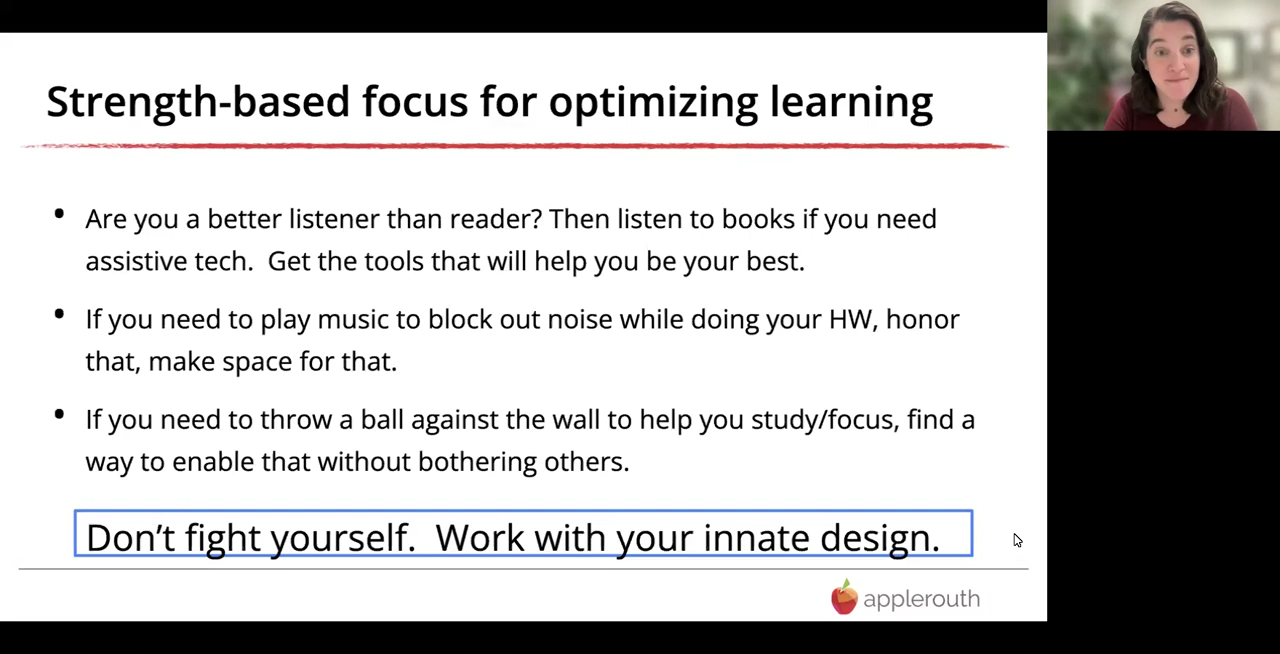 Strength-based focus for optimizing learning
• Are you a better listener than reader? Then listen to books if you need
assistive tech.  Get the tools that will help you be your best.
• If you need to play music to block out noise while doing your HW, honor
that, make space for that.
• If you need to throw a ball against the wall to help you study/focus, find a
way to enable that without bothering others.
Don’t fight yourself.  Work with your innate design.
applerouth